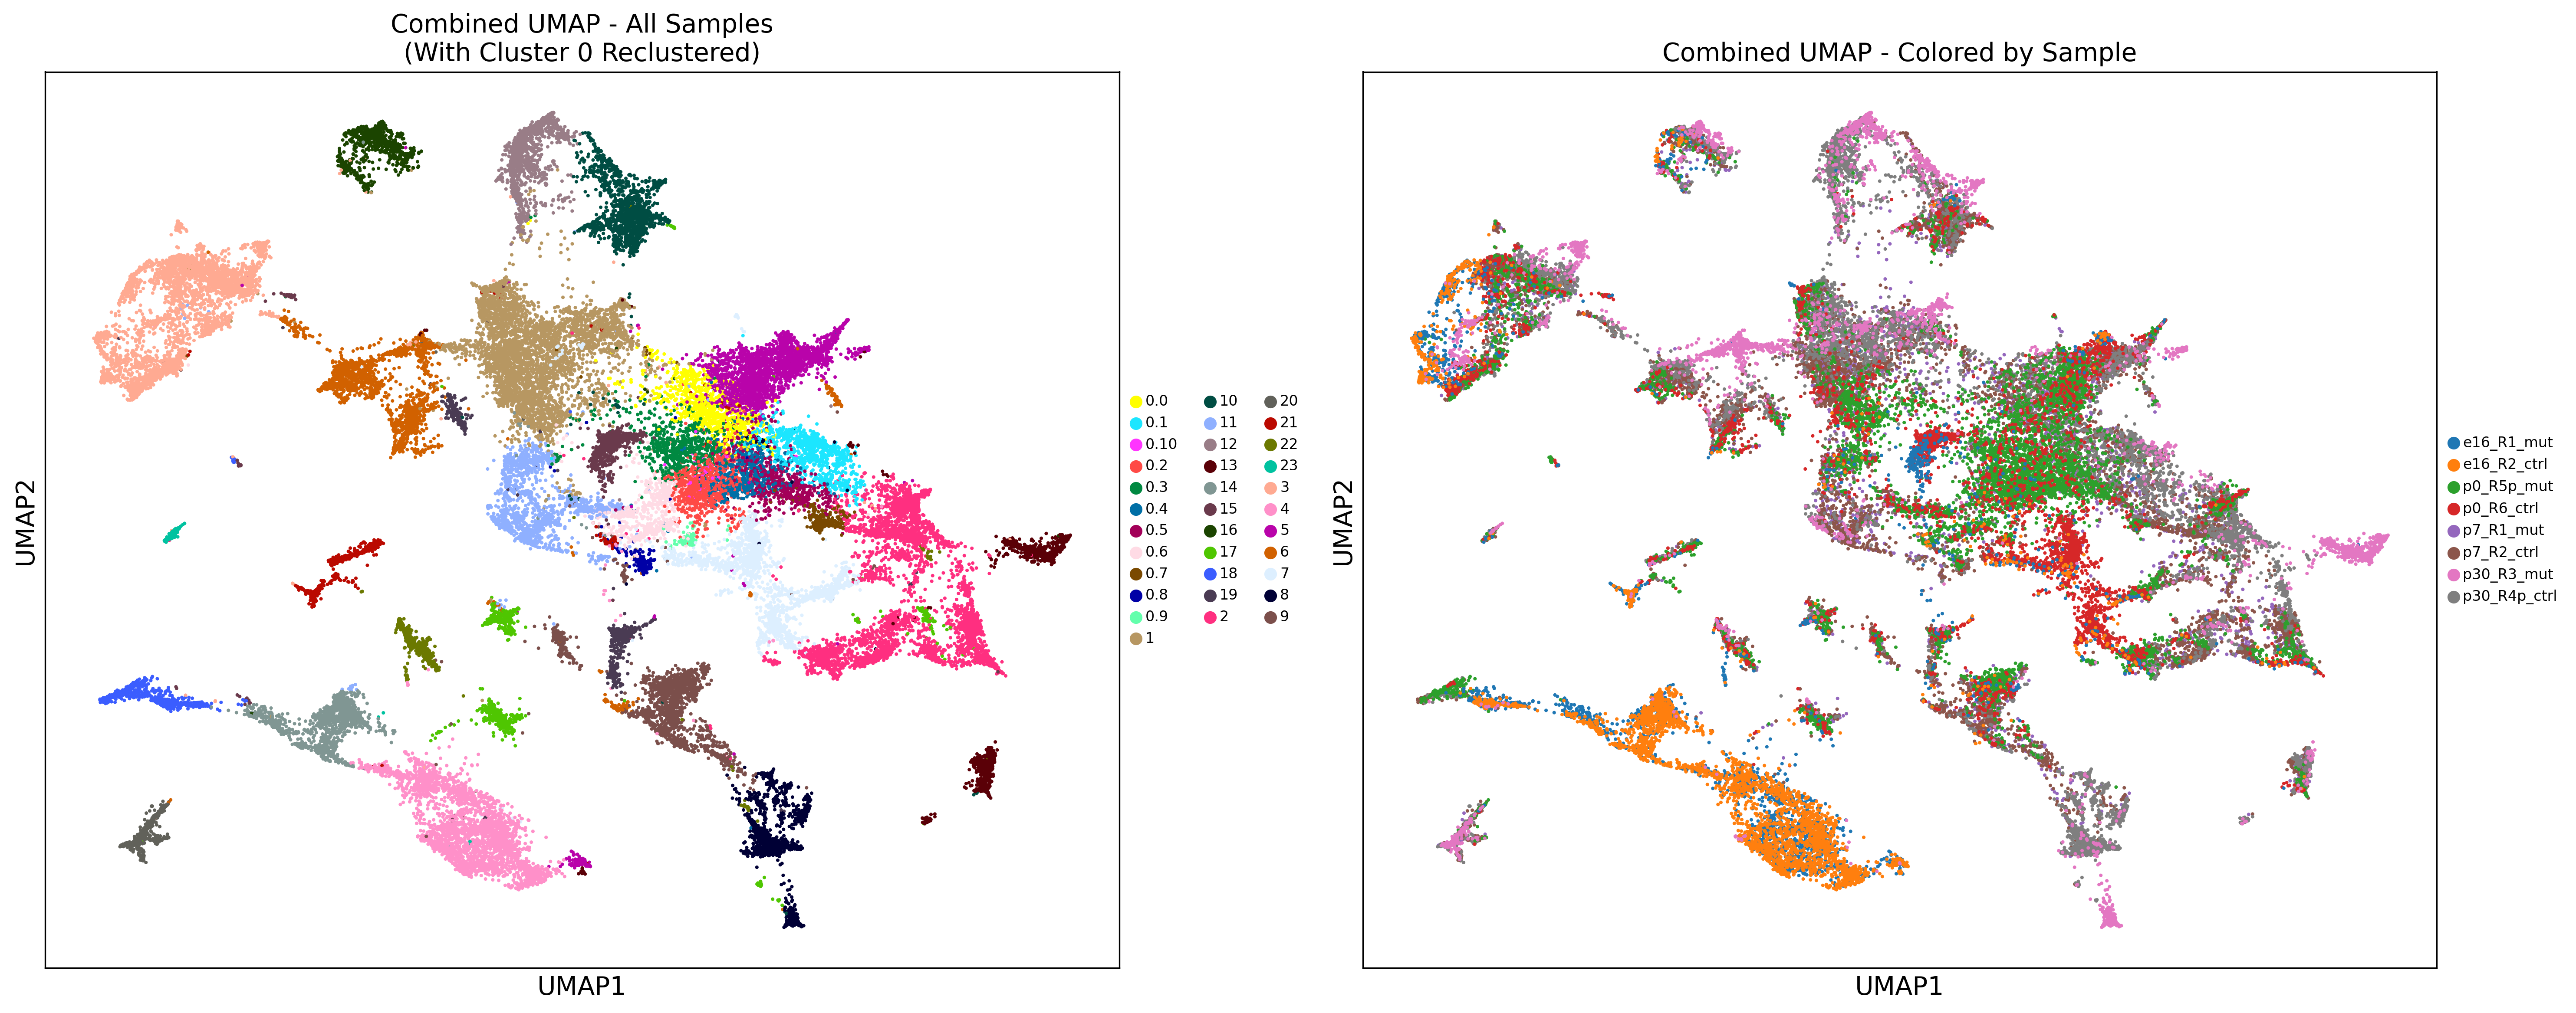 Combined UMAP - All Samples
(With Cluster 0 Reclustered)
UMAP2
UMAP1
0.0
0.1
0.10
0.2
0.3
0.4
0.5
0.6
0.7
0.8
0.9
1
10
11
12
13
14
15
16
17
18
19
2
20
21
22
23
3
4
5
6
7
8
9
Combined UMAP - Colored by Sample
UMAP2
UMAP1
e16_R1_mut
e16_R2_ctrl
p0_R5p_mut
p0_R6_ctrl
p7_R1_mut
p7_R2_ctrl
p30_R3_mut
p30_R4p_ctrl